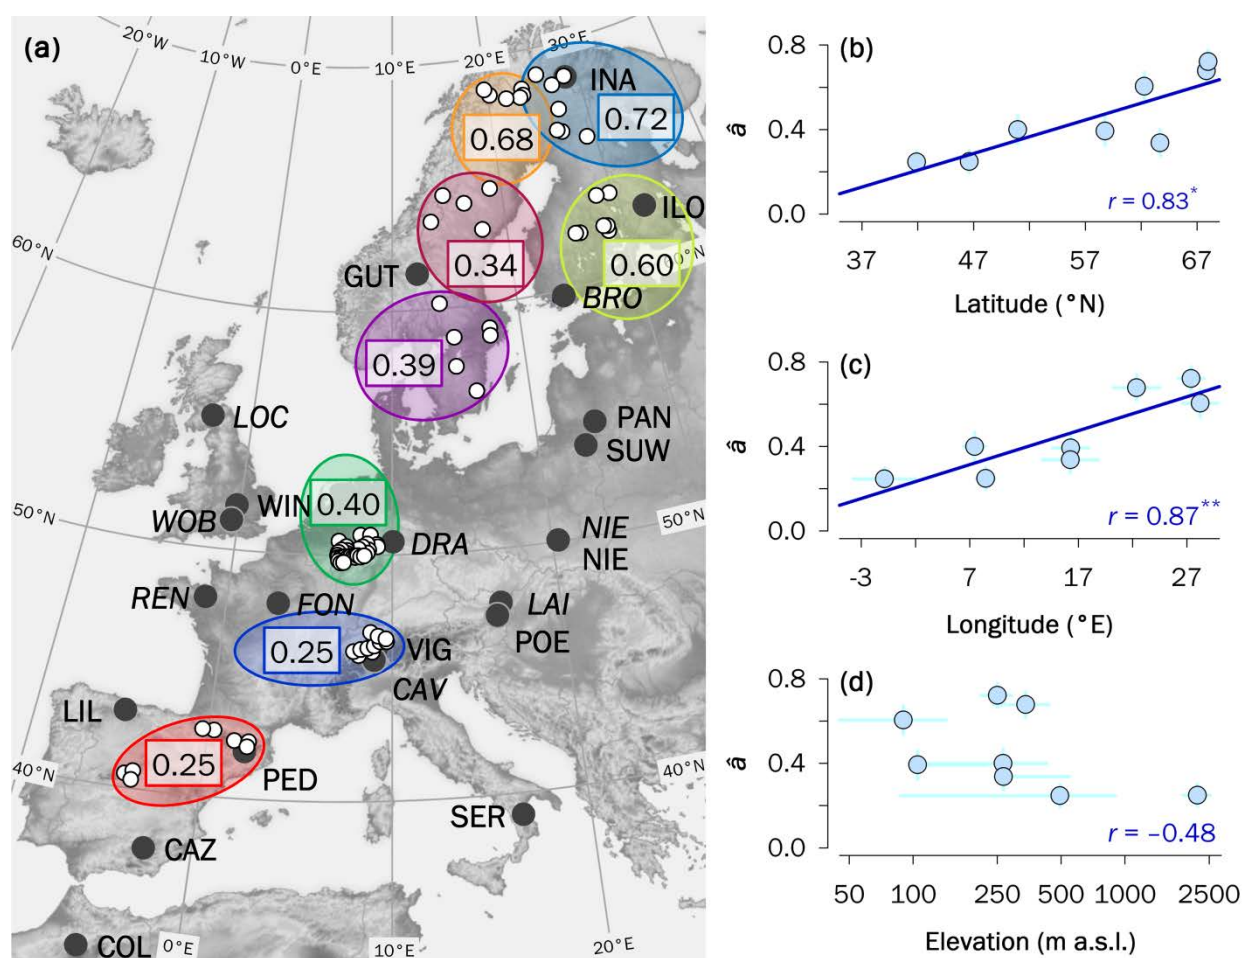 (a)
20°W
10°W
0°E
10°E
20°E
30°E
INA
0.72
0.68
ILO
60°N
0.34
0.60
GUT
BRO
0.39
LOC
PAN
SUW
WIN
0.40
WOB
50°N
DRA
NIE
50°N
NIE
REN
FON
LAI
POE
0.25
VIG
CAV
LIL
0.25
PED
40°N
40°N
SER
CAZ
COL
0°E
10°E
20°E
(b)
0.8
0.4
0.0
â
r = 0.83*
37 47 57 67
Latitude (°N)
(c)
0.8
0.4
0.0
â
r = 0.87**
-3 7 17 27
Longitude (°E)
(d)
0.8
0.4
0.0
â
r = −0.48
50 100 250 500 1000 2500
Elevation (m a.s.l.)